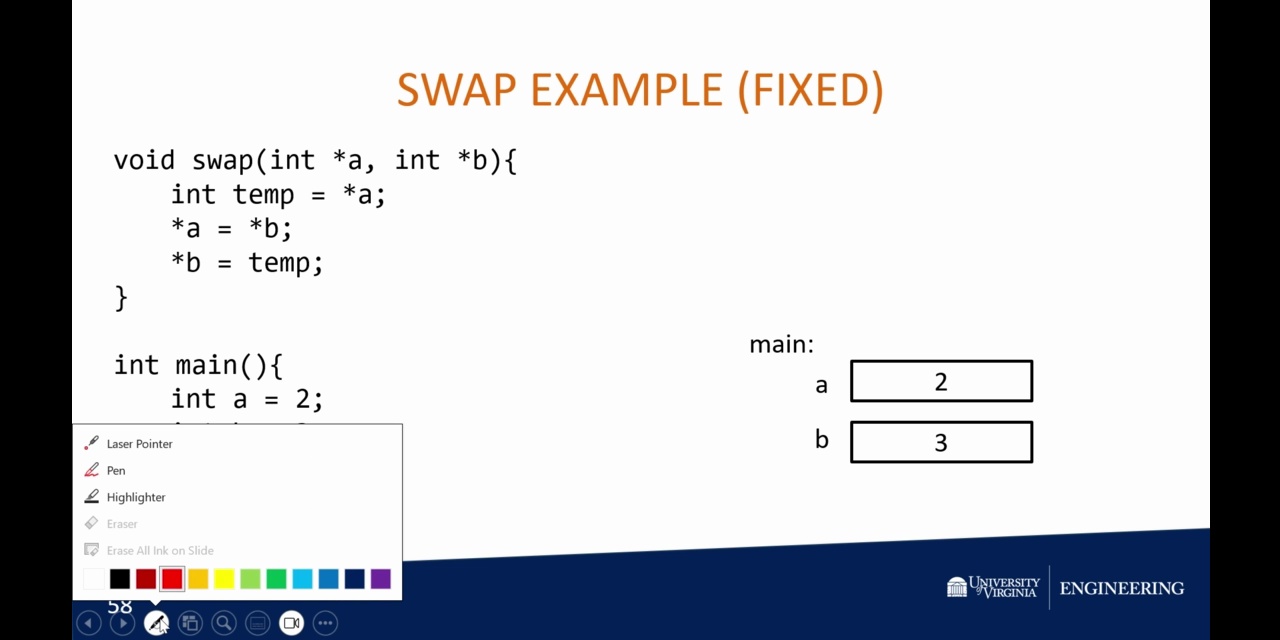 SWAP EXAMPLE (FIXED)
void swap(int *a, int *b){
int temp = *a;
*a = *b;
*b = temp;
}
int main(){
int a = 2;
main:
a 2
b 3
Laser Pointer
Pen
Highlighter
Eraser
Erase All Ink on Slide
58
UNIVERSITY of VIRGINIA
ENGINEERING